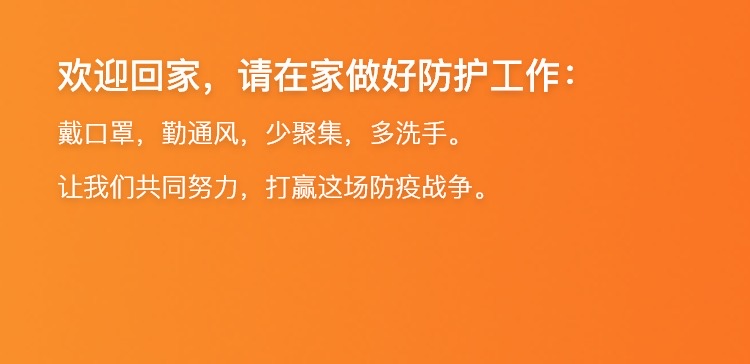 欢迎回家，请在家做好防护工作：
戴口罩，勤通风，少聚集，多洗手。
让我们共同努力，打赢这场防疫战争。